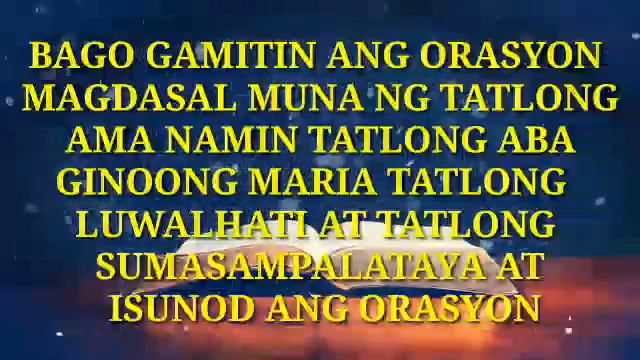 BAGO GAMITIN ANG ORASYON
MAGDASAL MUNA NG TATLONG
AMA NAMIN TATLONG ABA
GINOONG MARIA TATLONG
LUWALHATI AT TATLONG
SUMASAMPALATAYA AT
ISUNOD ANG ORASYON